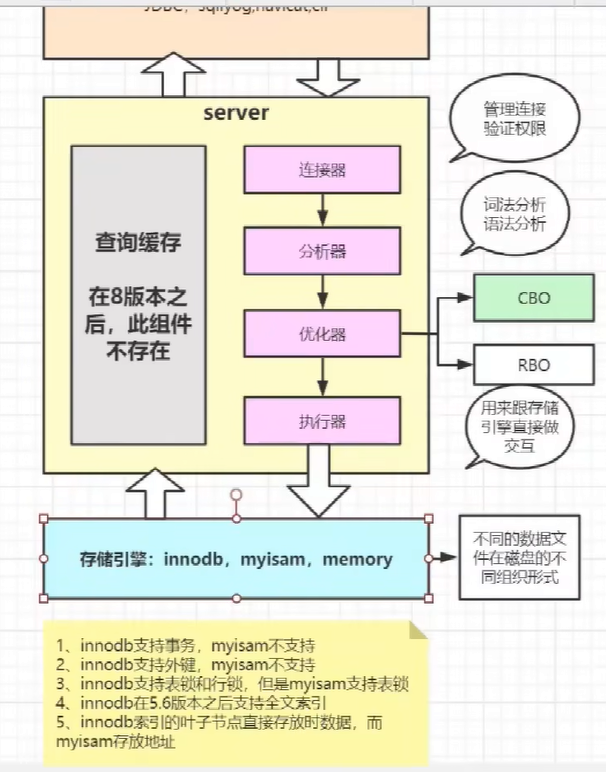 JDBC, sqlyog,navicat,cli
server
管理连接
验证权限
查询缓存
在8版本之
后，此组件
不存在
连接器
词法分析
语法分析
分析器
CBO
优化器
RBO
用来跟存储
引擎直接做
交互
执行器
存储引擎：innodb，myisam，memory
不同的数据文
件在磁盘的不
同组织形式
1、innodb支持事务，myisam不支持
2、innodb支持外键，myisam不支持
3、innodb支持表锁和行锁，但是myisam支持表锁
4、innodb在5.6版本之后支持全文索引
5、innodb索引的叶子节点直接存放时数据，而
myisam存放地址